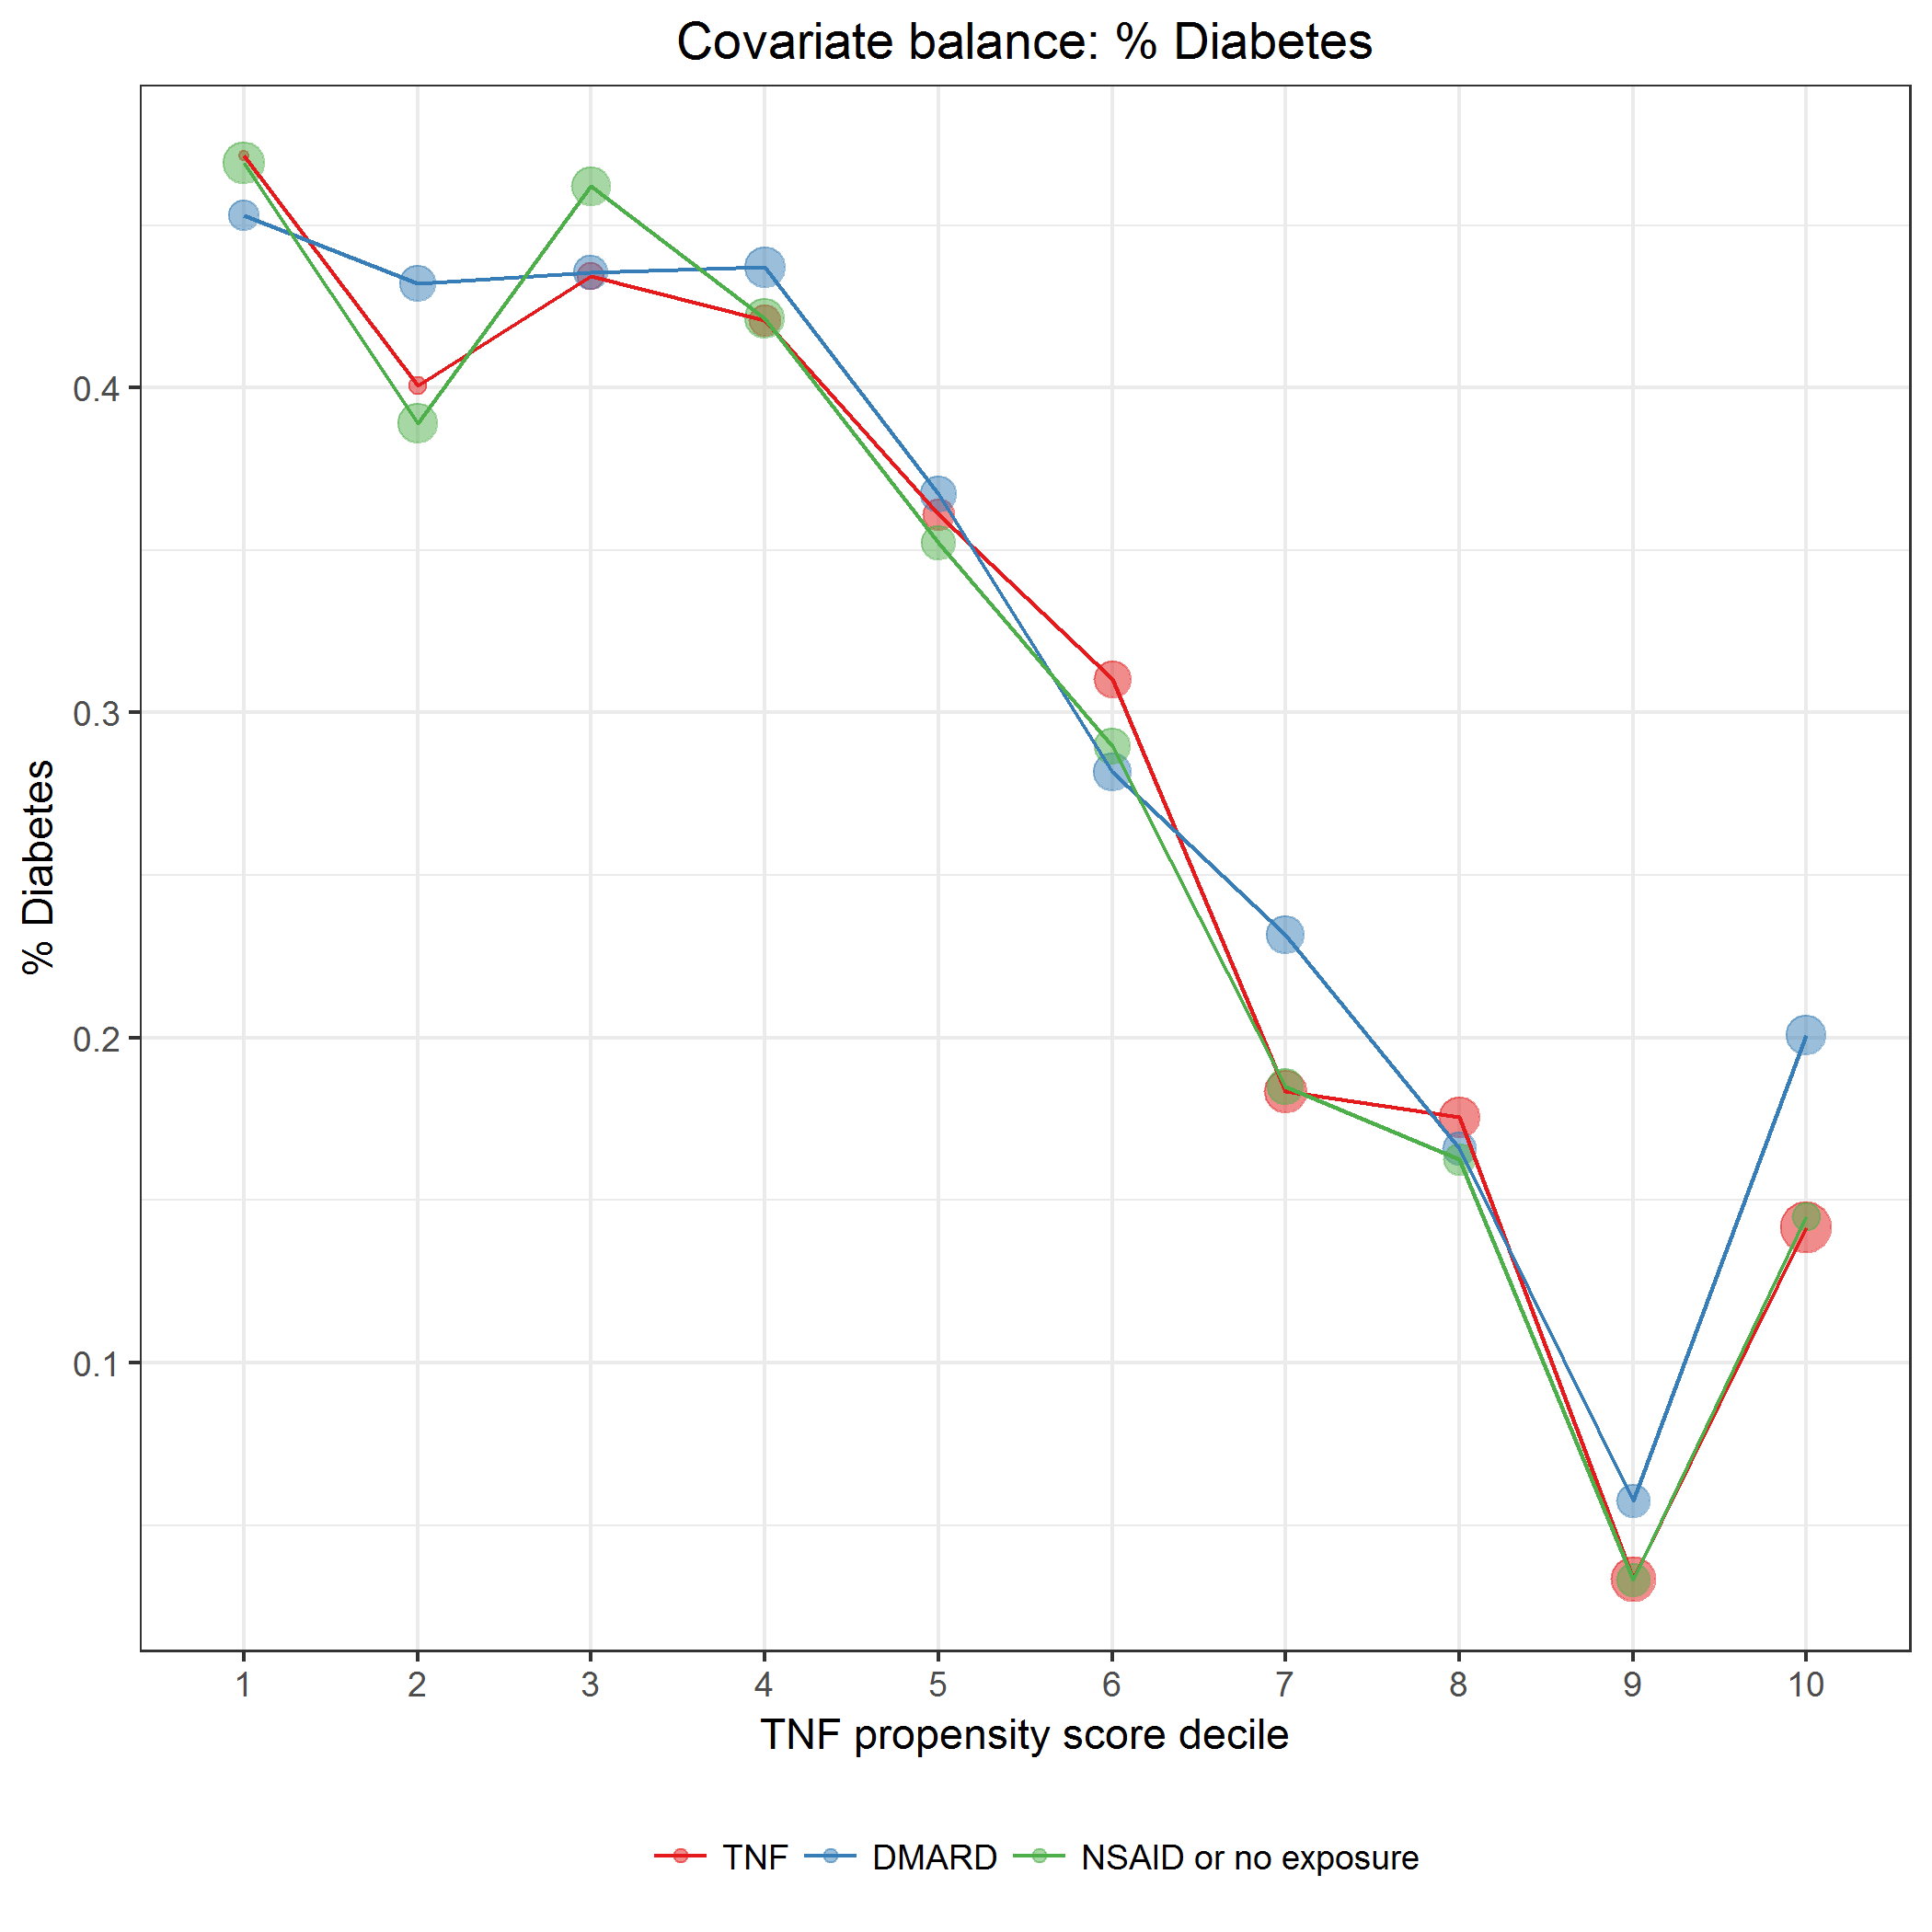 Covariate balance: % Diabetes
% Diabetes
0.4
0.3
0.2
0.1
1 2 3 4 5 6 7 8 9 10
TNF propensity score decile
TNF DMARD NSAID or no exposure